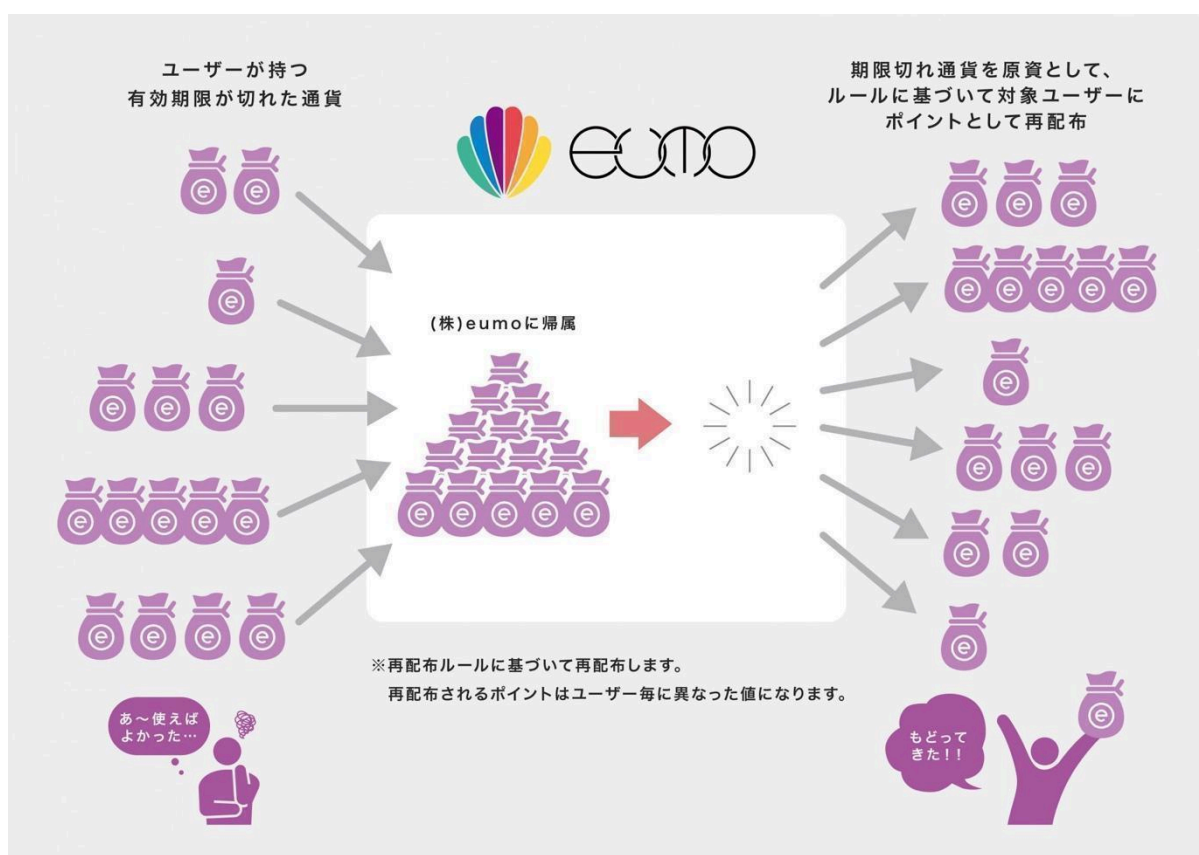 ユーザーが持つ
有効期限が切れた通貨
eumo
期限切れ通貨を原資として、
ルールに基づいて対象ユーザーに
ポイントとして再配布
e e
e
e e e
e e e e e
e e e e
(株)eumoに帰属
e e e e e
e e e
e e e e e
e
e e e
e e
e
※再配布ルールに基づいて再配布します。
再配布されるポイントはユーザー毎に異なった値になります。
あ〜使えば
よかった…
もどって
きた!!
e